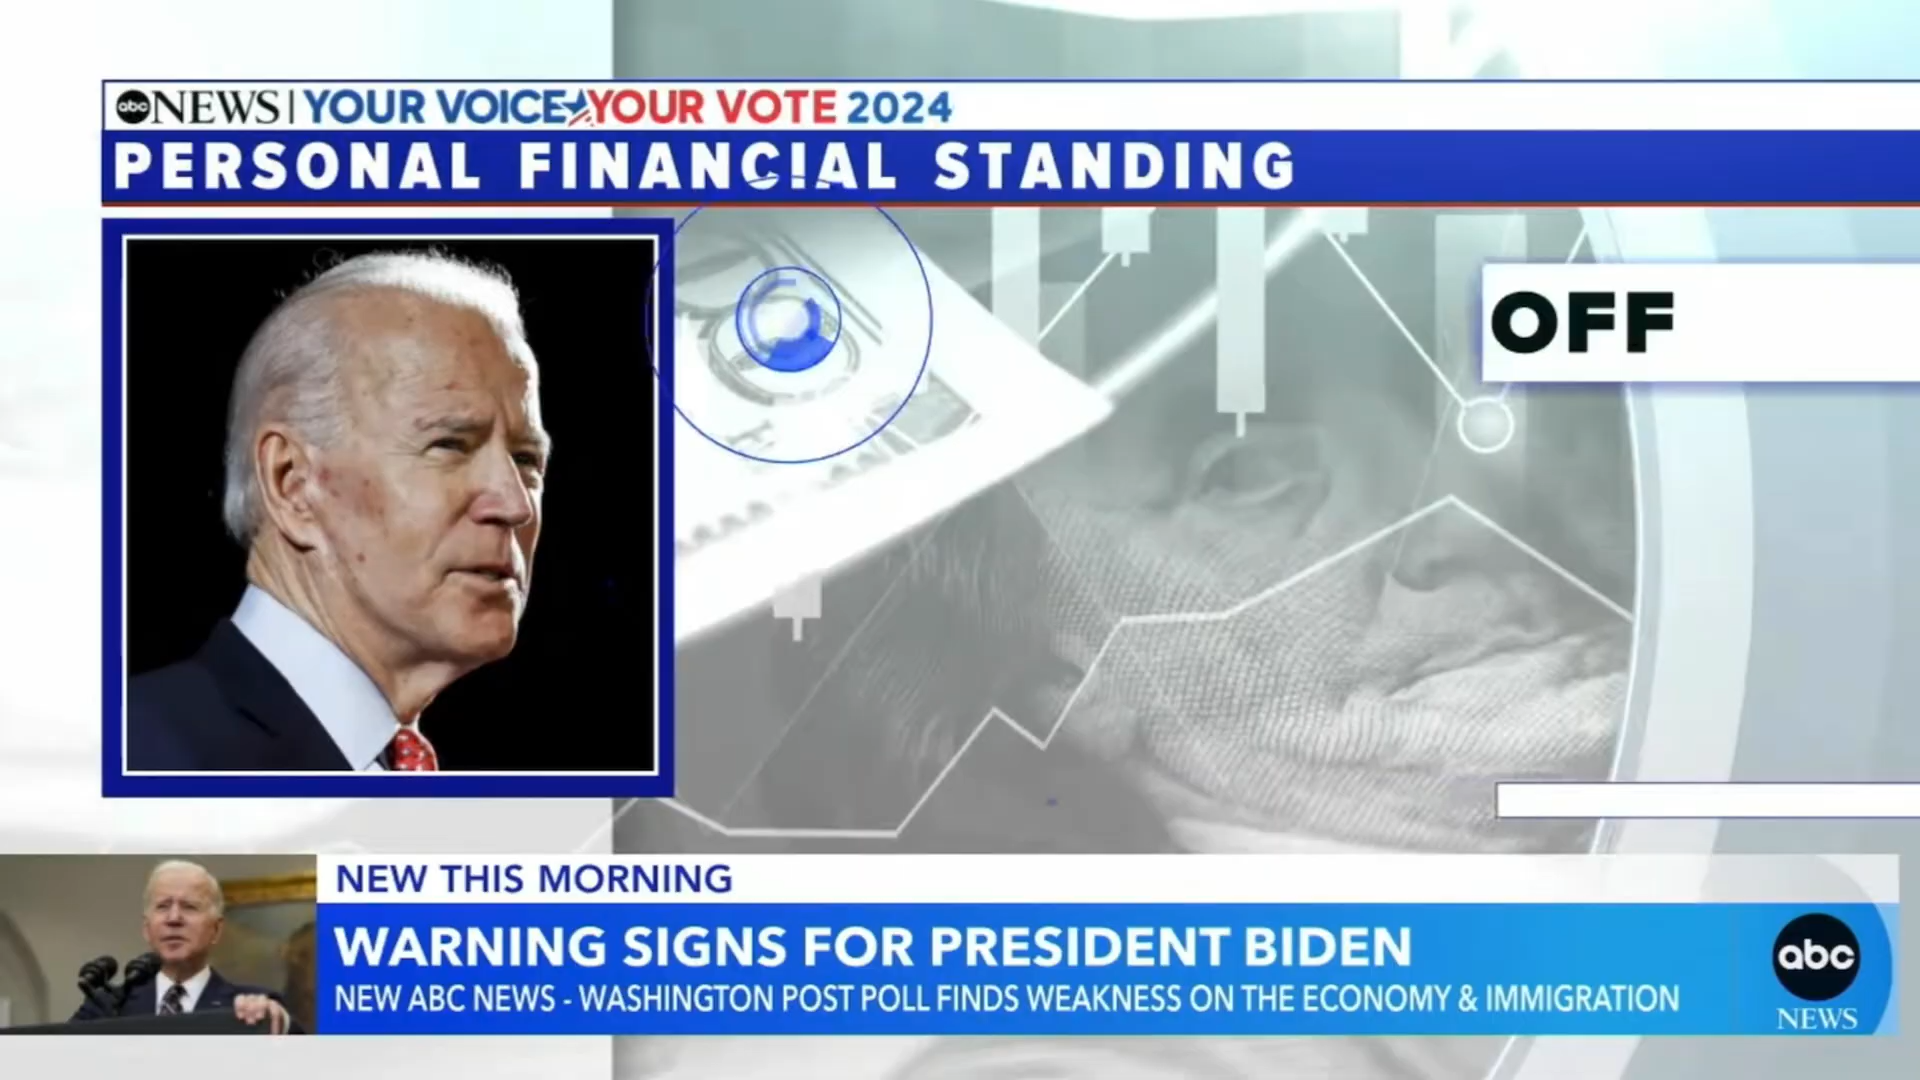 abc NEWS | YOUR VOICE YOUR VOTE 2024
PERSONAL FINANCIAL STANDING
OFF
NEW THIS MORNING
WARNING SIGNS FOR PRESIDENT BIDEN
NEW ABC NEWS - WASHINGTON POST POLL FINDS WEAKNESS ON THE ECONOMY & IMMIGRATION
abc
NEWS